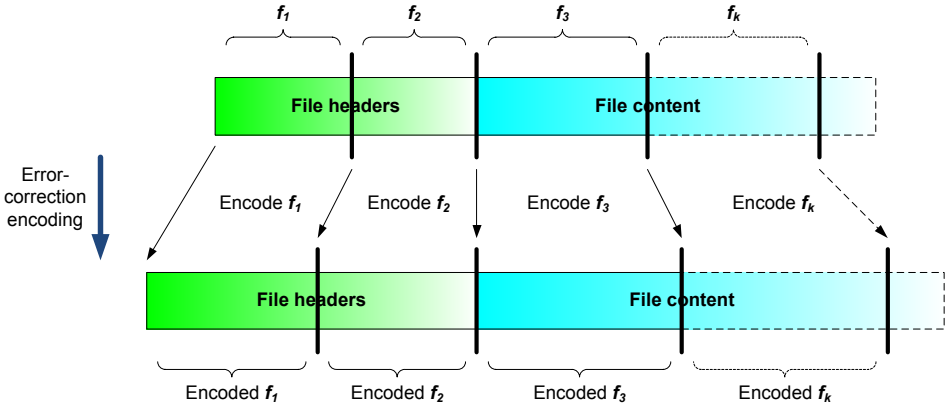 f1 f2 f3 fk
File headers File content
Error-
correction
encoding
Encode f1 Encode f2 Encode f3 Encode fk
File headers File content
Encoded f1 Encoded f2 Encoded f3 Encoded fk